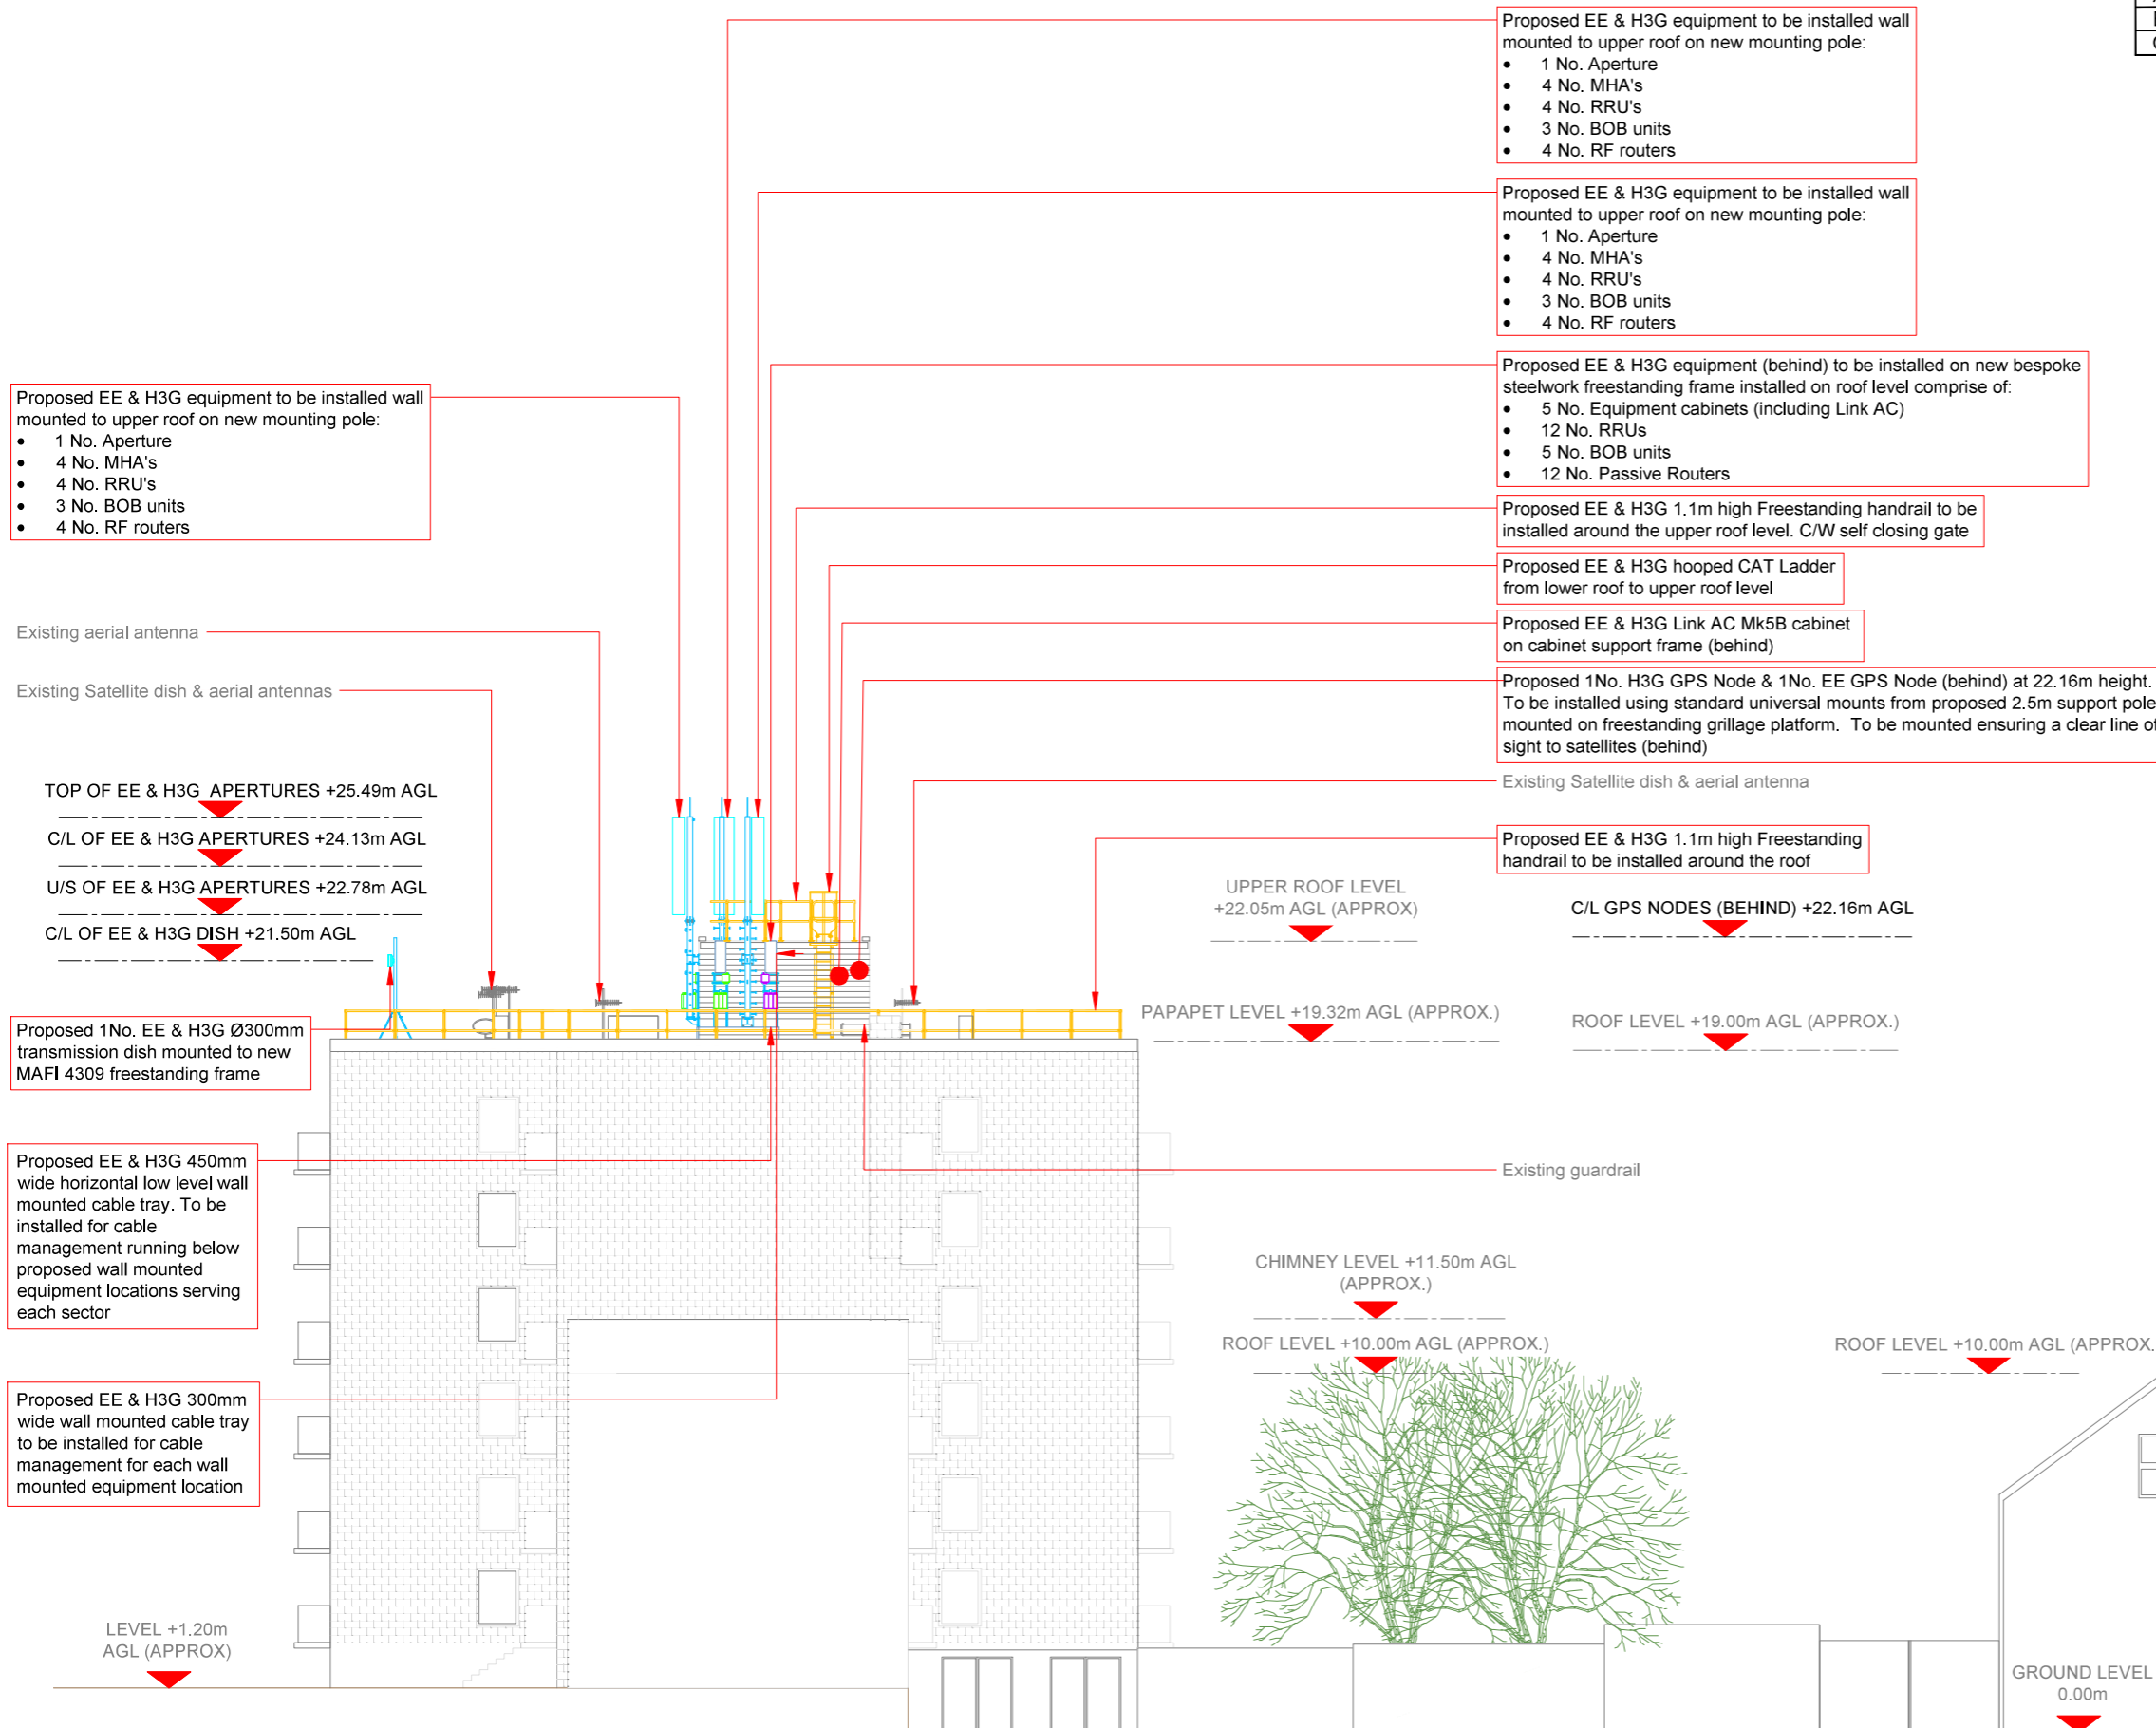 Proposed EE & H3G equipment to be installed wall
mounted to upper roof on new mounting pole:
• 1 No. Aperture
• 4 No. MHA's
• 4 No. RRU's
• 3 No. BOB units
• 4 No. RF routers
Proposed EE & H3G equipment to be installed wall
mounted to upper roof on new mounting pole:
• 1 No. Aperture
• 4 No. MHA's
• 4 No. RRU's
• 3 No. BOB units
• 4 No. RF routers
Proposed EE & H3G equipment (behind) to be installed on new bespoke
steelwork freestanding frame installed on roof level comprise of:
• 5 No. Equipment cabinets (including Link AC)
• 12 No. RRUs
• 5 No. BOB units
• 12 No. Passive Routers
Proposed EE & H3G equipment to be installed wall
mounted to upper roof on new mounting pole:
• 1 No. Aperture
• 4 No. MHA's
• 4 No. RRU's
• 3 No. BOB units
• 4 No. RF routers
Proposed EE & H3G 1.1m high Freestanding handrail to be
installed around the upper roof level. C/W self closing gate
Proposed EE & H3G hooped CAT Ladder
from lower roof to upper roof level
Existing aerial antenna
Proposed EE & H3G Link AC Mk5B cabinet
on cabinet support frame (behind)
Existing Satellite dish & aerial antennas
Proposed 1No. H3G GPS Node & 1No. EE GPS Node (behind) at 22.16m height.
To be installed using standard universal mounts from proposed 2.5m support pole
mounted on freestanding grillage platform. To be mounted ensuring a clear line of
sight to satellites (behind)
Existing Satellite dish & aerial antenna
TOP OF EE & H3G APERTURES +25.49m AGL
C/L OF EE & H3G APERTURES +24.13m AGL
U/S OF EE & H3G APERTURES +22.78m AGL
C/L OF EE & H3G DISH +21.50m AGL
Proposed EE & H3G 1.1m high Freestanding
handrail to be installed around the roof
UPPER ROOF LEVEL
+22.05m AGL (APPROX)
C/L GPS NODES (BEHIND) +22.16m AGL
PAPAPET LEVEL +19.32m AGL (APPROX.)
ROOF LEVEL +19.00m AGL (APPROX.)
Proposed 1No. EE & H3G Ø300mm
transmission dish mounted to new
MAFI 4309 freestanding frame
Proposed EE & H3G 450mm
wide horizontal low level wall
mounted cable tray. To be
installed for cable
management running below
proposed wall mounted
equipment locations serving
each sector
Existing guardrail
CHIMNEY LEVEL +11.50m AGL
(APPROX.)
ROOF LEVEL +10.00m AGL (APPROX.)
ROOF LEVEL +10.00m AGL (APPROX.
Proposed EE & H3G 300mm
wide wall mounted cable tray
to be installed for cable
management for each wall
mounted equipment location
LEVEL +1.20m
AGL (APPROX)
GROUND LEVEL
0.00m